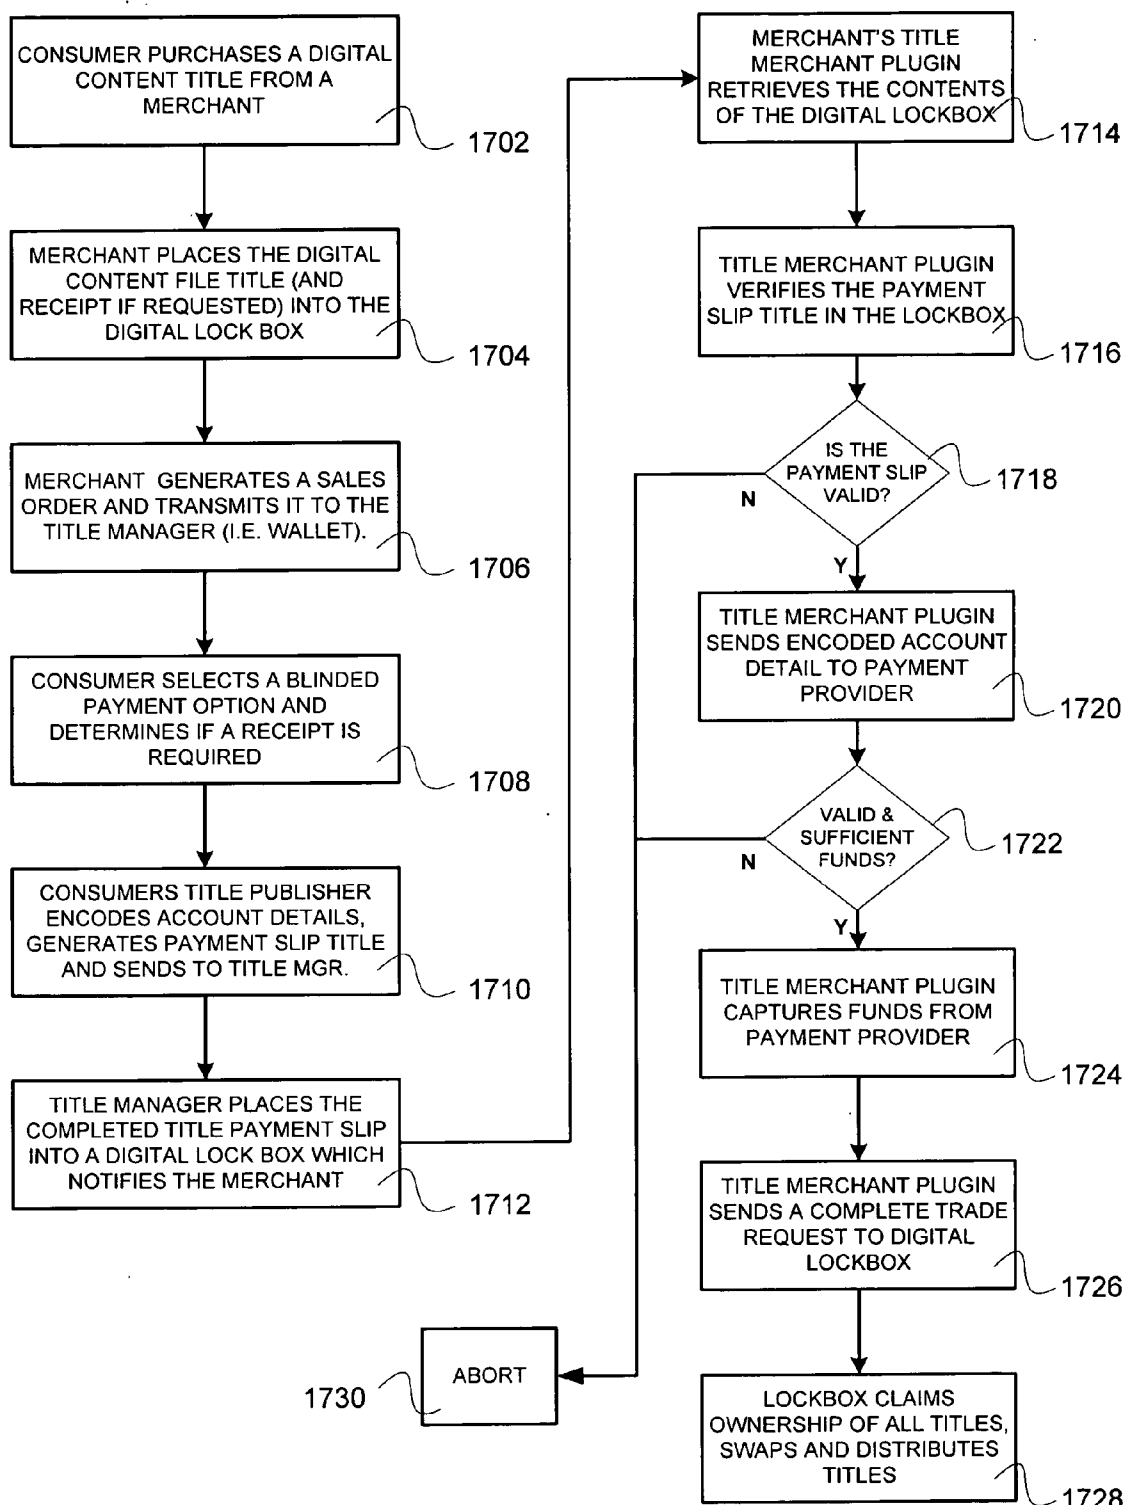 CONSUMER PURCHASES A DIGITAL
CONTENT TITLE FROM A
MERCHANT
1702
MERCHANT PLACES THE DIGITAL
CONTENT FILE TITLE (AND
RECEIPT IF REQUESTED) INTO THE
DIGITAL LOCK BOX
1704
MERCHANT GENERATES A SALES
ORDER AND TRANSMITS IT TO THE
TITLE MANAGER (I.E. WALLET).
1706
CONSUMER SELECTS A BLINDED
PAYMENT OPTION AND
DETERMINES IF A RECEIPT IS
REQUIRED
1708
CONSUMERS TITLE PUBLISHER
ENCODES ACCOUNT DETAILS,
GENERATES PAYMENT SLIP TITLE
AND SENDS TO TITLE MGR.
1710
TITLE MANAGER PLACES THE
COMPLETED TITLE PAYMENT SLIP
INTO A DIGITAL LOCK BOX WHICH
NOTIFIES THE MERCHANT
1712
MERCHANT'S TITLE
MERCHANT PLUGIN
RETRIEVES THE CONTENTS
OF THE DIGITAL LOCKBOX
1714
TITLE MERCHANT PLUGIN
VERIFIES THE PAYMENT
SLIP TITLE IN THE LOCKBOX
1716
IS THE
PAYMENT SLIP
VALID?
1718
N
Y
TITLE MERCHANT PLUGIN
SENDS ENCODED ACCOUNT
DETAIL TO PAYMENT
PROVIDER
1720
VALID &
SUFFICIENT
FUNDS?
1722
N
Y
TITLE MERCHANT PLUGIN
CAPTURES FUNDS FROM
PAYMENT PROVIDER
1724
TITLE MERCHANT PLUGIN
SENDS A COMPLETE TRADE
REQUEST TO DIGITAL
LOCKBOX
1726
ABORT
1730
LOCKBOX CLAIMS
OWNERSHIP OF ALL TITLES,
SWAPS AND DISTRIBUTES
TITLES
1728